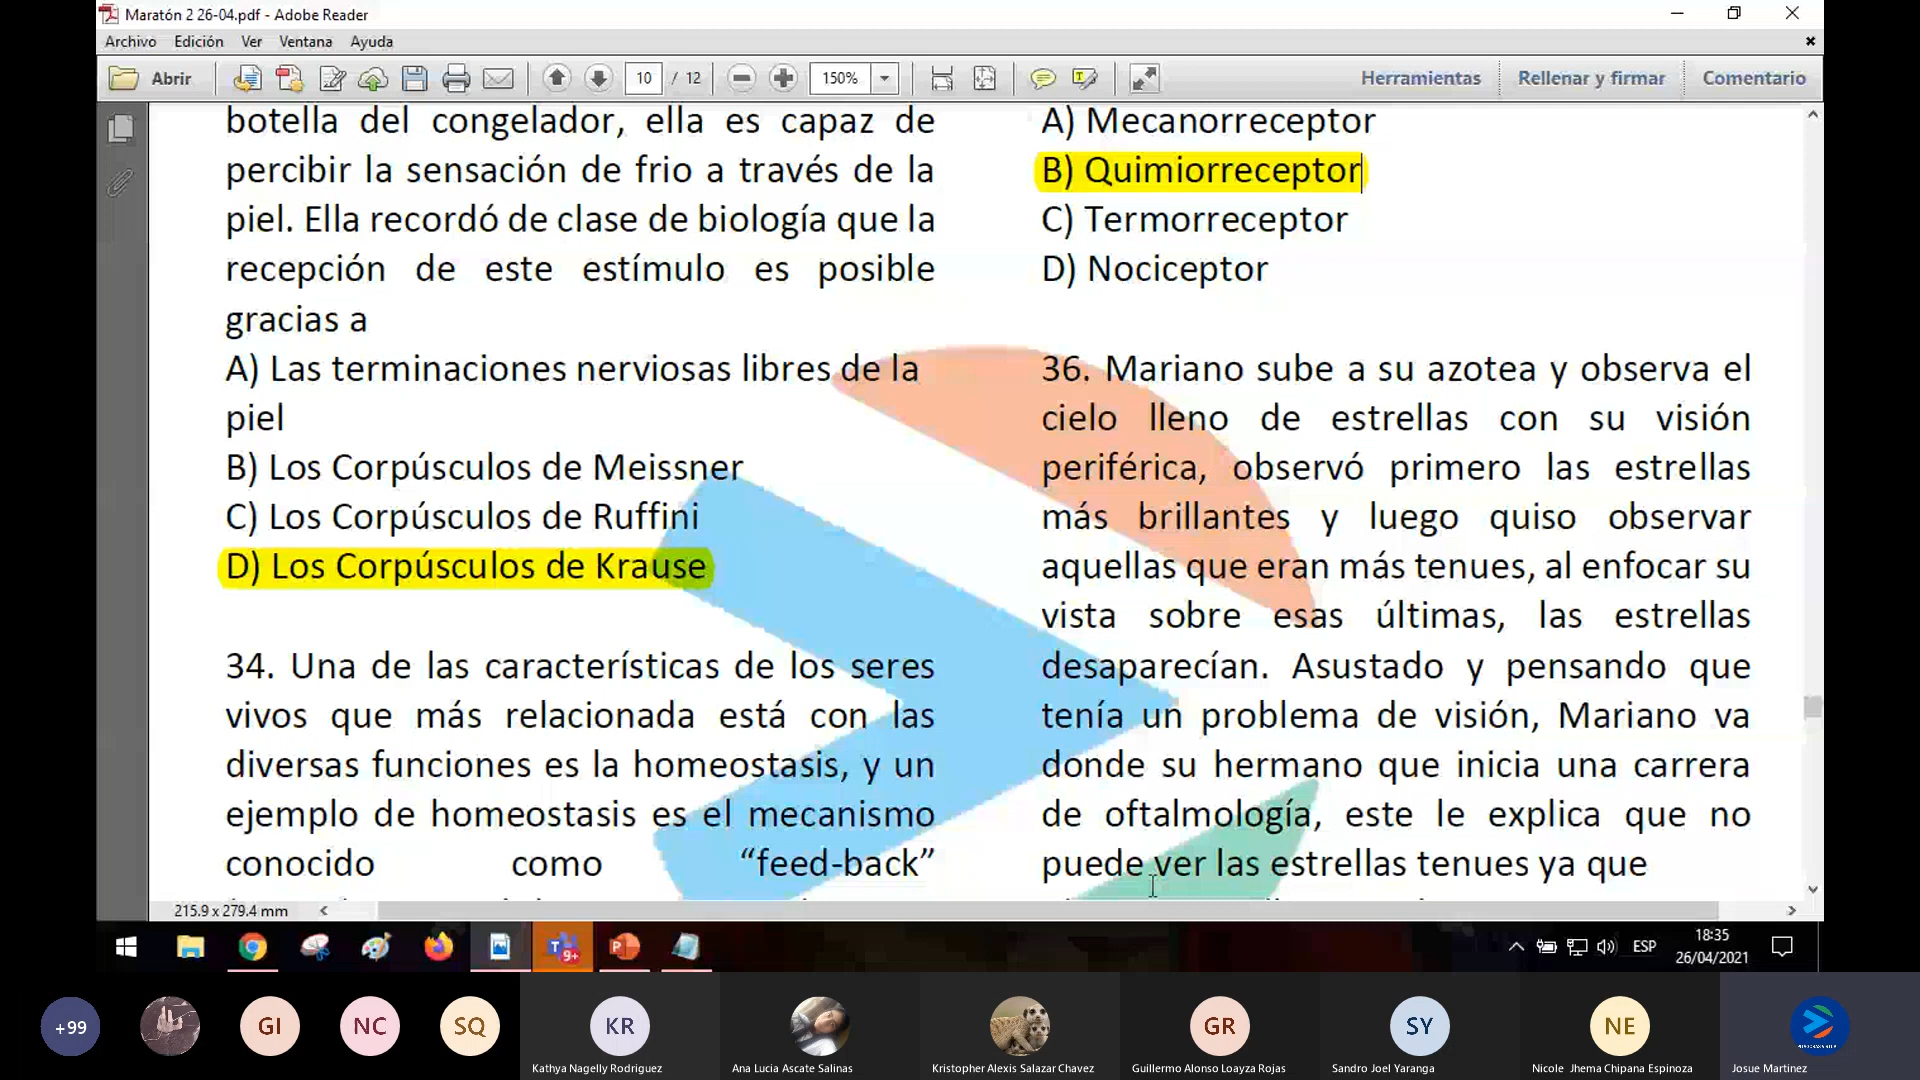 Maratón 2 26-04.pdf - Adobe Reader
Archivo Edición Ver Ventana Ayuda
Abrir 10 / 12 150% Herramientas Rellenar y firmar Comentario
botella del congelador, ella es capaz de
percibir la sensación de frio a través de la
piel. Ella recordó de clase de biología que la
recepción de este estímulo es posible
gracias a
A) Las terminaciones nerviosas libres de la
piel
B) Los Corpúsculos de Meissner
C) Los Corpúsculos de Ruffini
D) Los Corpúsculos de Krause
34. Una de las características de los seres
vivos que más relacionada está con las
diversas funciones es la homeostasis, y un
ejemplo de homeostasis es el mecanismo
conocido como “feed-back”
A) Mecanorreceptor
B) Quimiorreceptor
C) Termorreceptor
D) Nociceptor
36. Mariano sube a su azotea y observa el
cielo lleno de estrellas con su visión
periférica, observó primero las estrellas
más brillantes y luego quiso observar
aquellas que eran más tenues, al enfocar su
vista sobre esas últimas, las estrellas
desaparecían. Asustado y pensando que
tenía un problema de visión, Mariano va
donde su hermano que inicia una carrera
de oftalmología, este le explica que no
puede ver las estrellas tenues ya que
215.9 x 279.4 mm
9+
ESP
18:35
26/04/2021
+99
GI
NC
SQ
KR
GR
SY
NE
Kathya Nagelly Rodriguez
Ana Lucia Ascate Salinas
Kristopher Alexis Salazar Chavez
Guillermo Alonso Loayza Rojas
Sandro Joel Yaranga
Nicole Jhema Chipana Espinoza
Josue Martinez